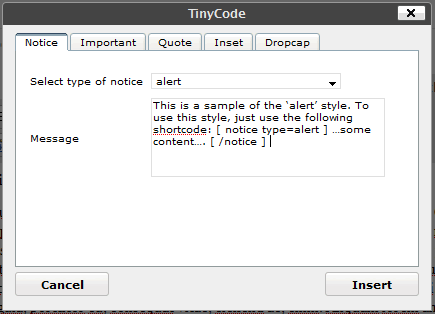 TinyCode
Notice Important Quote Inset Dropcap
Select type of notice alert
This is a sample of the ‘alert’ style. To
use this style, just use the following
shortcode: [ notice type=alert ] …some
content…. [ /notice ]
Message
Cancel Insert